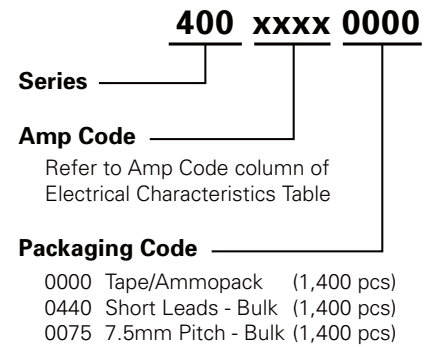 400 xxxx 0000
Series
Amp Code
Refer to Amp Code column of
Electrical Characteristics Table
Packaging Code
0000 Tape/Ammopack (1,400 pcs)
0440 Short Leads - Bulk (1,400 pcs)
0075 7.5mm Pitch - Bulk (1,400 pcs)